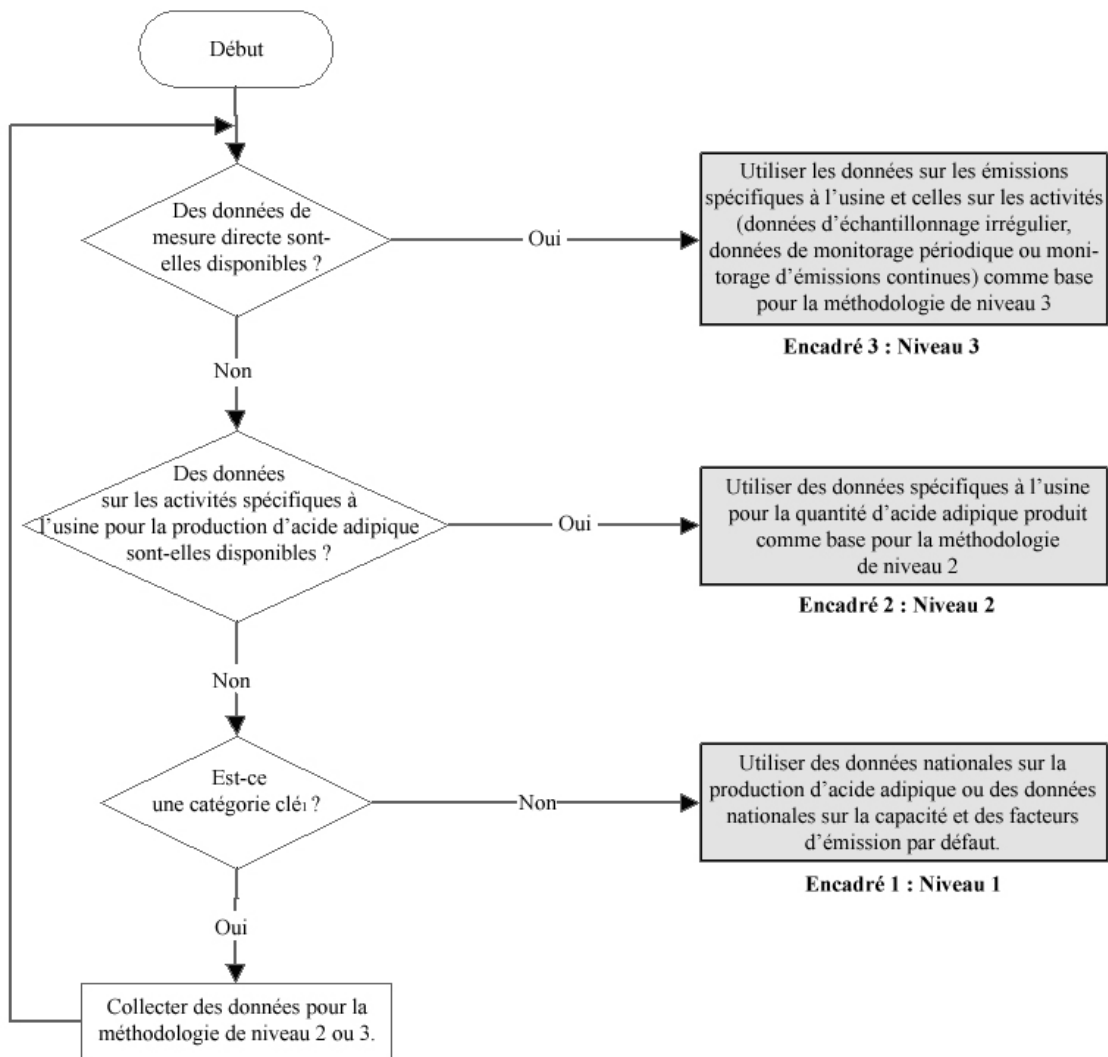 Début
Des données de
mesure directe sont-
elles disponibles ?
Oui
Utiliser les données sur les émissions
spécifiques à l'usine et celles sur les activités
(données d'échantillonnage irrégulier,
données de monitorage périodique ou moni-
torage d'émissions continues) comme base
pour la méthodologie de niveau 3
Encadré 3 : Niveau 3
Non
Des données
sur les activités spécifiques à
l'usine pour la production d'acide adipique
sont-elles disponibles ?
Oui
Utiliser des données spécifiques à l'usine
pour la quantité d'acide adipique produit
comme base pour la méthodologie
de niveau 2
Encadré 2 : Niveau 2
Non
Est-ce
une catégorie clé₁ ?
Non
Utiliser des données nationales sur la
production d'acide adipique ou des données
nationales sur la capacité et des facteurs
d'émission par défaut.
Encadré 1 : Niveau 1
Oui
Collecter des données pour la
méthodologie de niveau 2 ou 3.